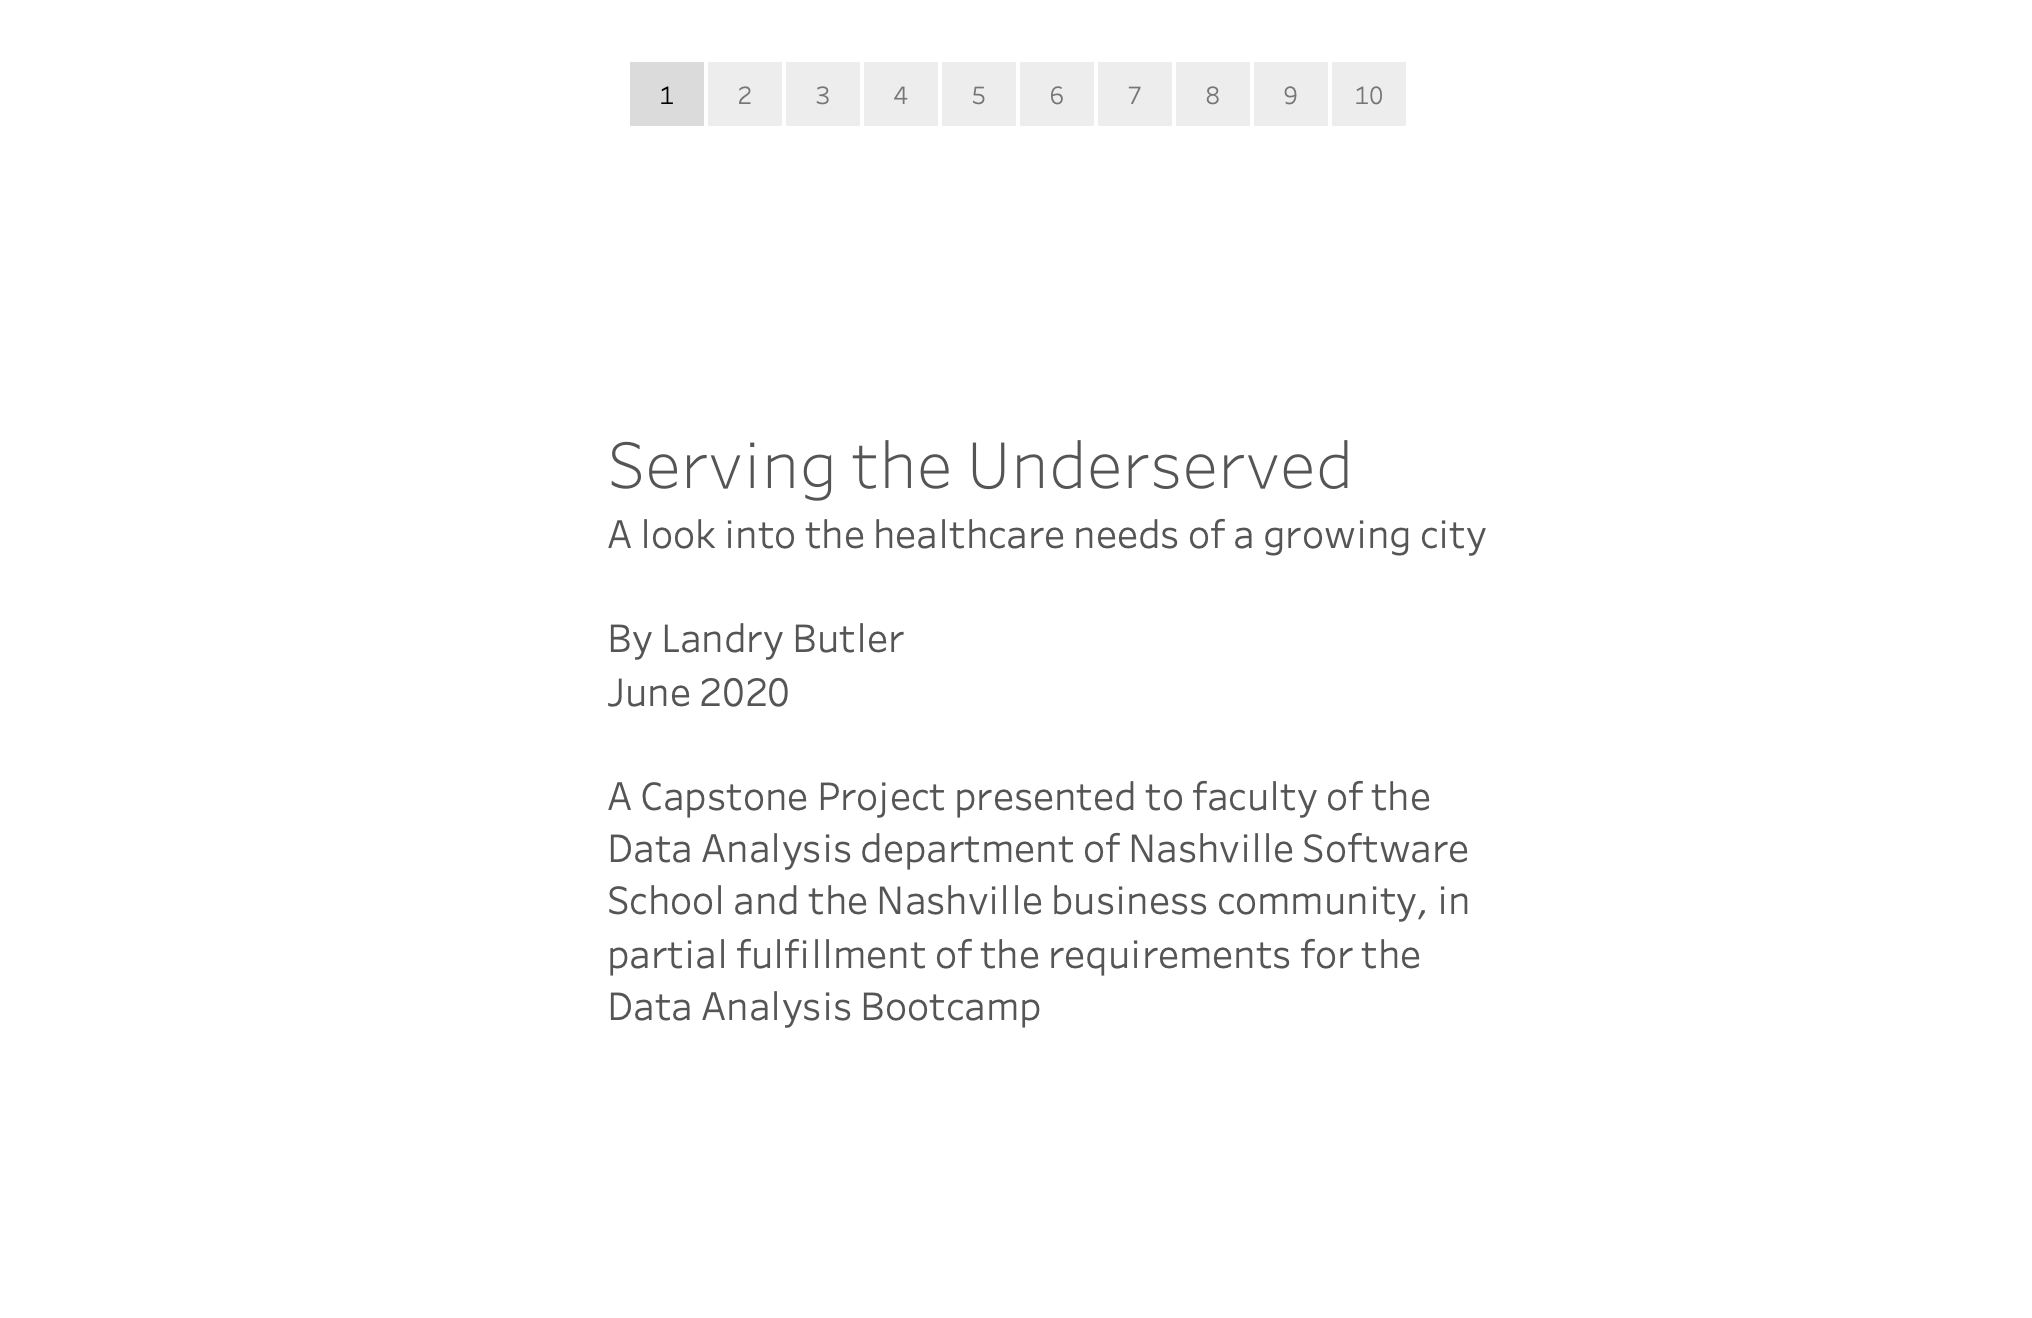 1 2 3 4 5 6 7 8 9 10
Serving the Underserved
A look into the healthcare needs of a growing city
By Landry Butler
June 2020
A Capstone Project presented to faculty of the
Data Analysis department of Nashville Software
School and the Nashville business community, in
partial fulfillment of the requirements for the
Data Analysis Bootcamp